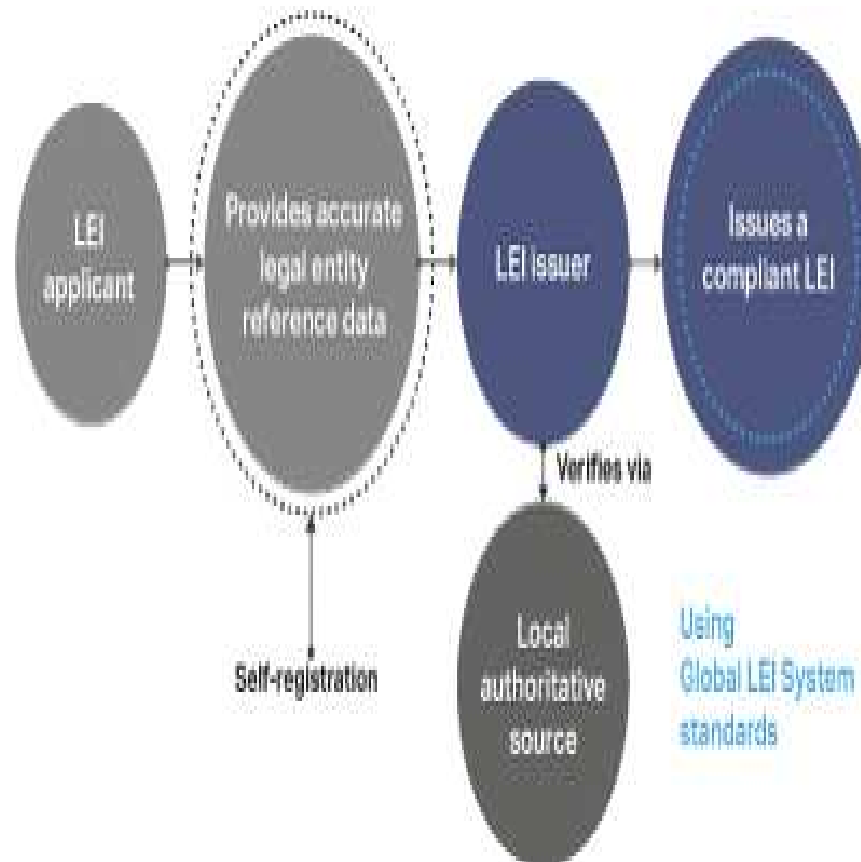 LEI
applicant
Provides accurate
legal entity
reference data
LEI issuer
Issues a
compliant LEI
Verifies via
Self-registration
Local
authoritative
source
Using
Global LEI System
standards